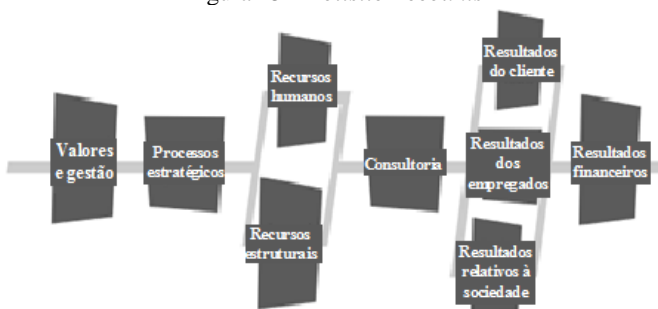 Valores
e gestão
Processos
estratégicos
Recursos
humanos
Recursos
estruturais
Consultoria
Resultados
do cliente
Resultados
dos
empregados
Resultados
relativos à
sociedade
Resultados
financeiros